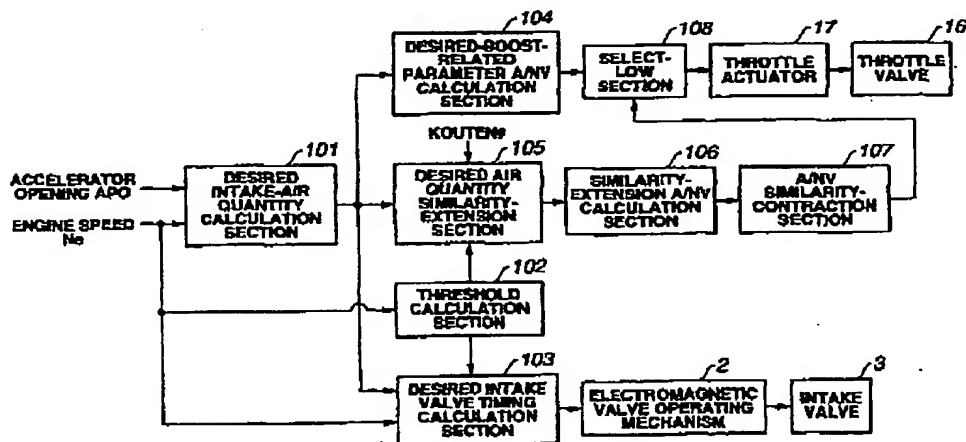 104
DESIRED-BOOST-
RELATED
PARAMETER A/NV
CALCULATION
SECTION
108
SELECT-
LOW
SECTION
17
THROTTLE
ACTUATOR
16
THROTTLE
VALVE
KOUTEN#
101
ACCELERATOR
OPENING APO
ENGINE SPEED
Ne
DESIRED
INTAKE-AIR
QUANTITY
CALCULATION
SECTION
105
DESIRED AIR
QUANTITY
SIMILARITY-
EXTENSION
SECTION
106
SIMILARITY-
EXTENSION A/NV
CALCULATION
SECTION
107
A/NV
SIMILARITY-
CONTRACTION
SECTION
102
THRESHOLD
CALCULATION
SECTION
103
DESIRED INTAKE
VALVE TIMING
CALCULATION
SECTION
2
ELECTROMAGNETIC
VALVE OPERATING
MECHANISM
3
INTAKE
VALVE